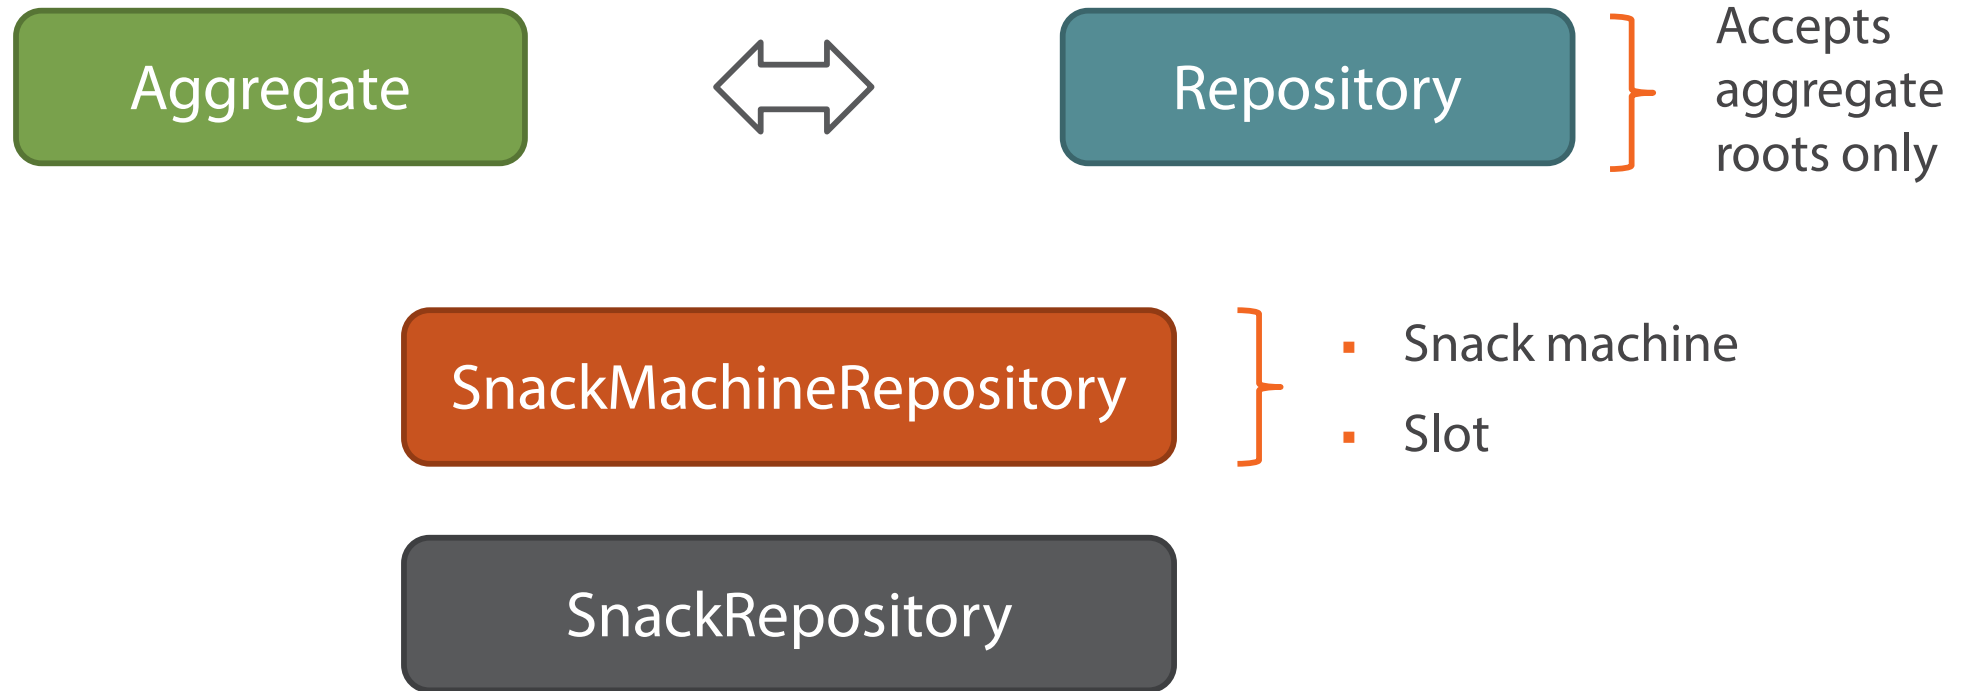 Aggregate
Repository
Accepts
aggregate
roots only
SnackMachineRepository
▪ Snack machine
▪ Slot
SnackRepository